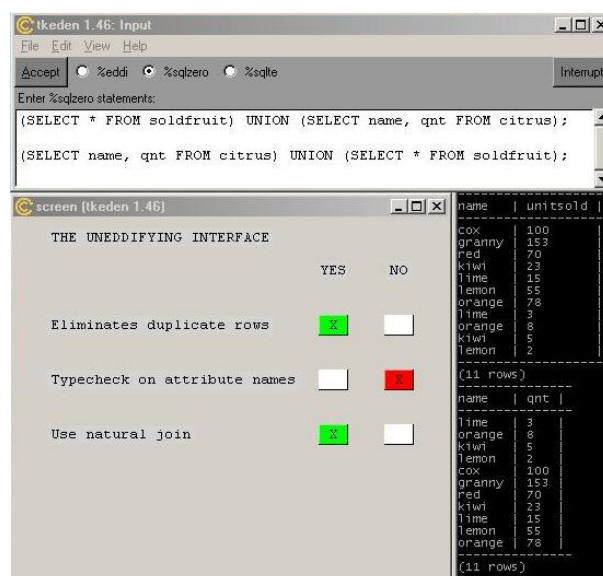 tkeden 1.46: Input
File Edit View Help
Accept %eddi %sqlzero %sqlte Interrupt
Enter %sqlzero statements:
(SELECT * FROM soldfruit) UNION (SELECT name, qnt FROM citrus);
(SELECT name, qnt FROM citrus) UNION (SELECT * FROM soldfruit);
screen (tkeden 1.46)
THE UNEDDIFYING INTERFACE
YES NO
Eliminates duplicate rows X
Typecheck on attribute names X
Use natural join X
name | unitsold |
cox | 100
granny | 153
red | 70
kiwi | 23
lime | 15
lemon | 55
orange | 78
lime | 3
orange | 8
kiwi | 5
lemon | 2
(11 rows)
name | qnt |
lime | 3 |
orange | 8 |
kiwi | 5 |
lemon | 2 |
cox | 100 |
granny | 153 |
red | 70 |
kiwi | 23 |
lime | 15 |
lemon | 55 |
orange | 78 |
(11 rows)